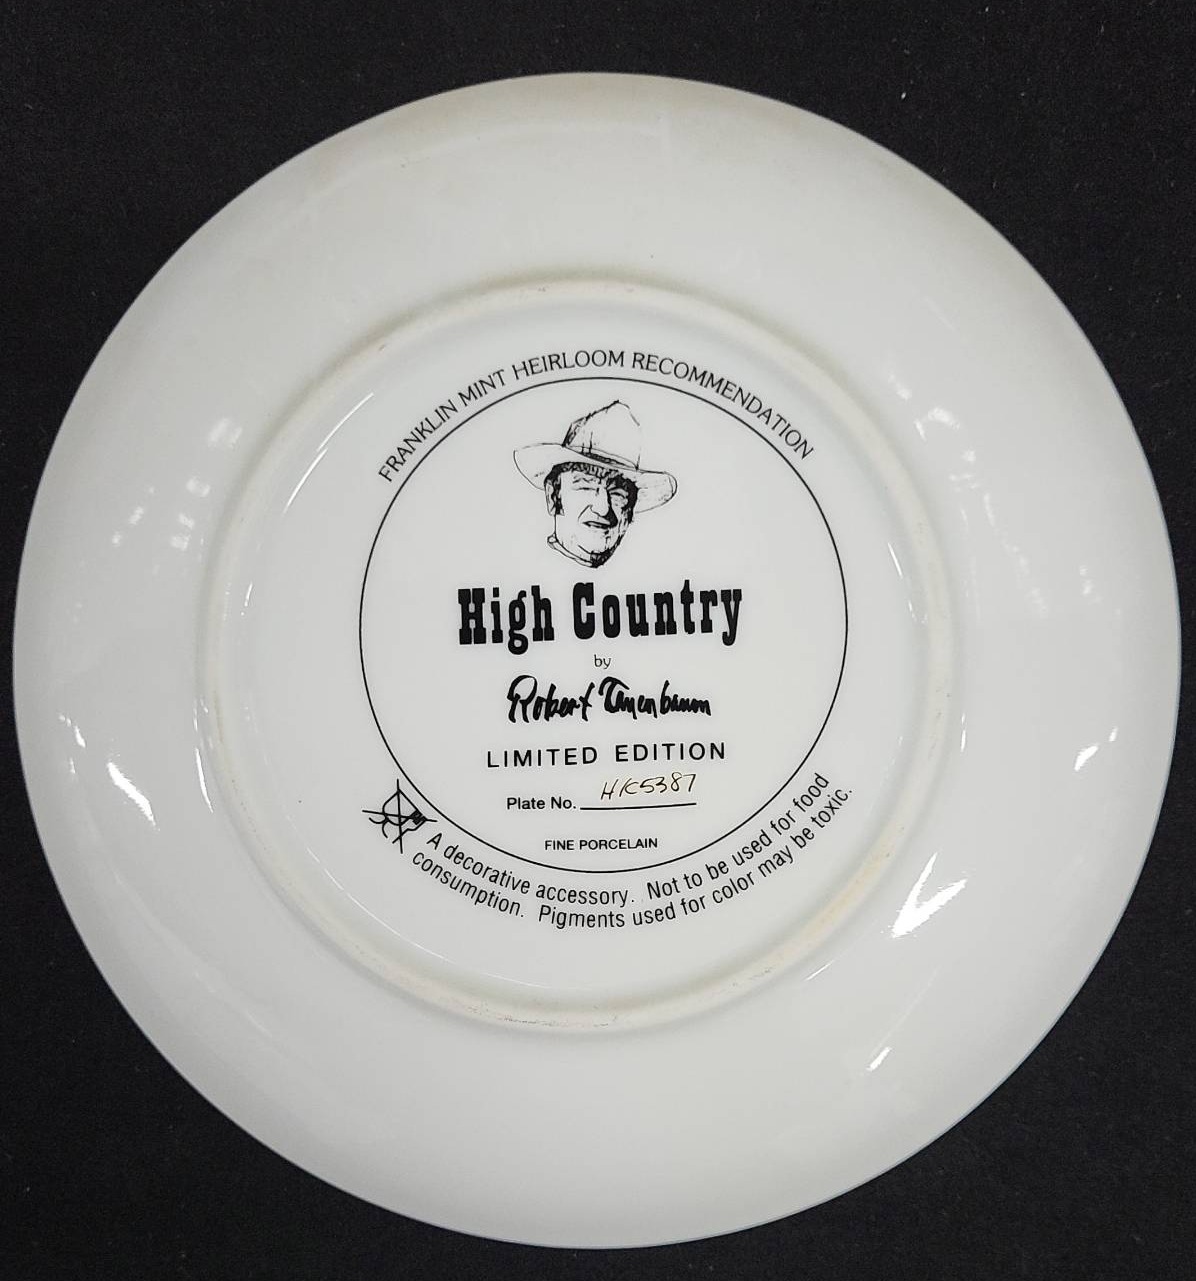 FRANKLIN MINT HEIRLOOM RECOMMENDATION
High Country
by
Robert Tanenbaum
LIMITED EDITION
Plate No. HK5387
FINE PORCELAIN
A decorative accessory. Not to be used for food
consumption. Pigments used for color may be toxic.